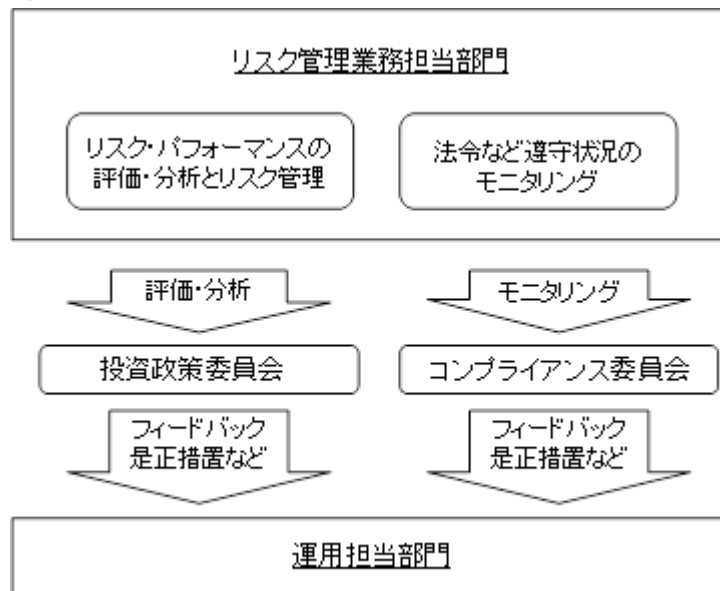 リスク管理業務担当部門
リスク・パフォーマンスの
評価・分析とリスク管理
法令など遵守状況の
モニタリング
評価・分析
モニタリング
投資政策委員会
コンプライアンス委員会
フィードバック
是正措置など
フィードバック
是正措置など
運用担当部門